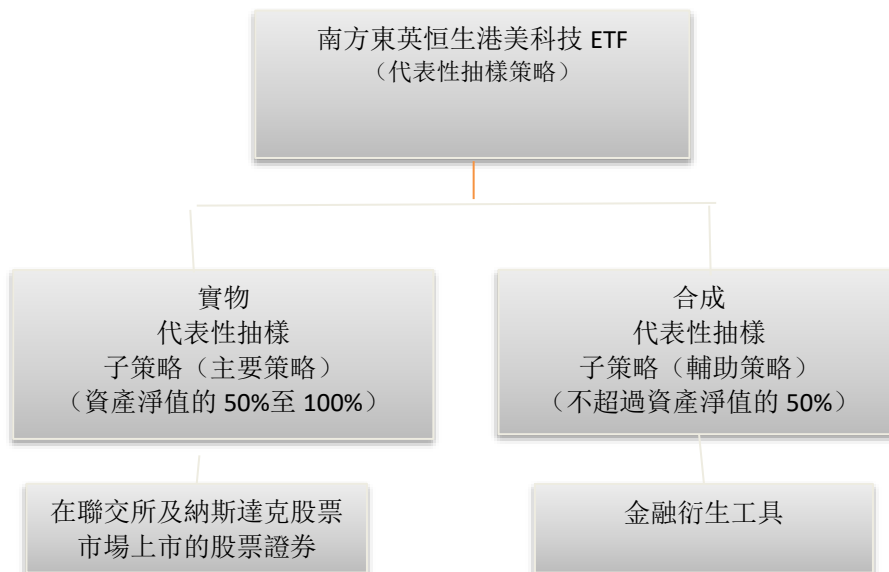 南方東英恒生港美科技 ETF
（代表性抽樣策略）
實物
代表性抽樣
子策略（主要策略）
（資產淨值的 50%至 100%）
合成
代表性抽樣
子策略（輔助策略）
（不超過資產淨值的 50%）
在聯交所及納斯達克股票
市場上市的股票證券
金融衍生工具